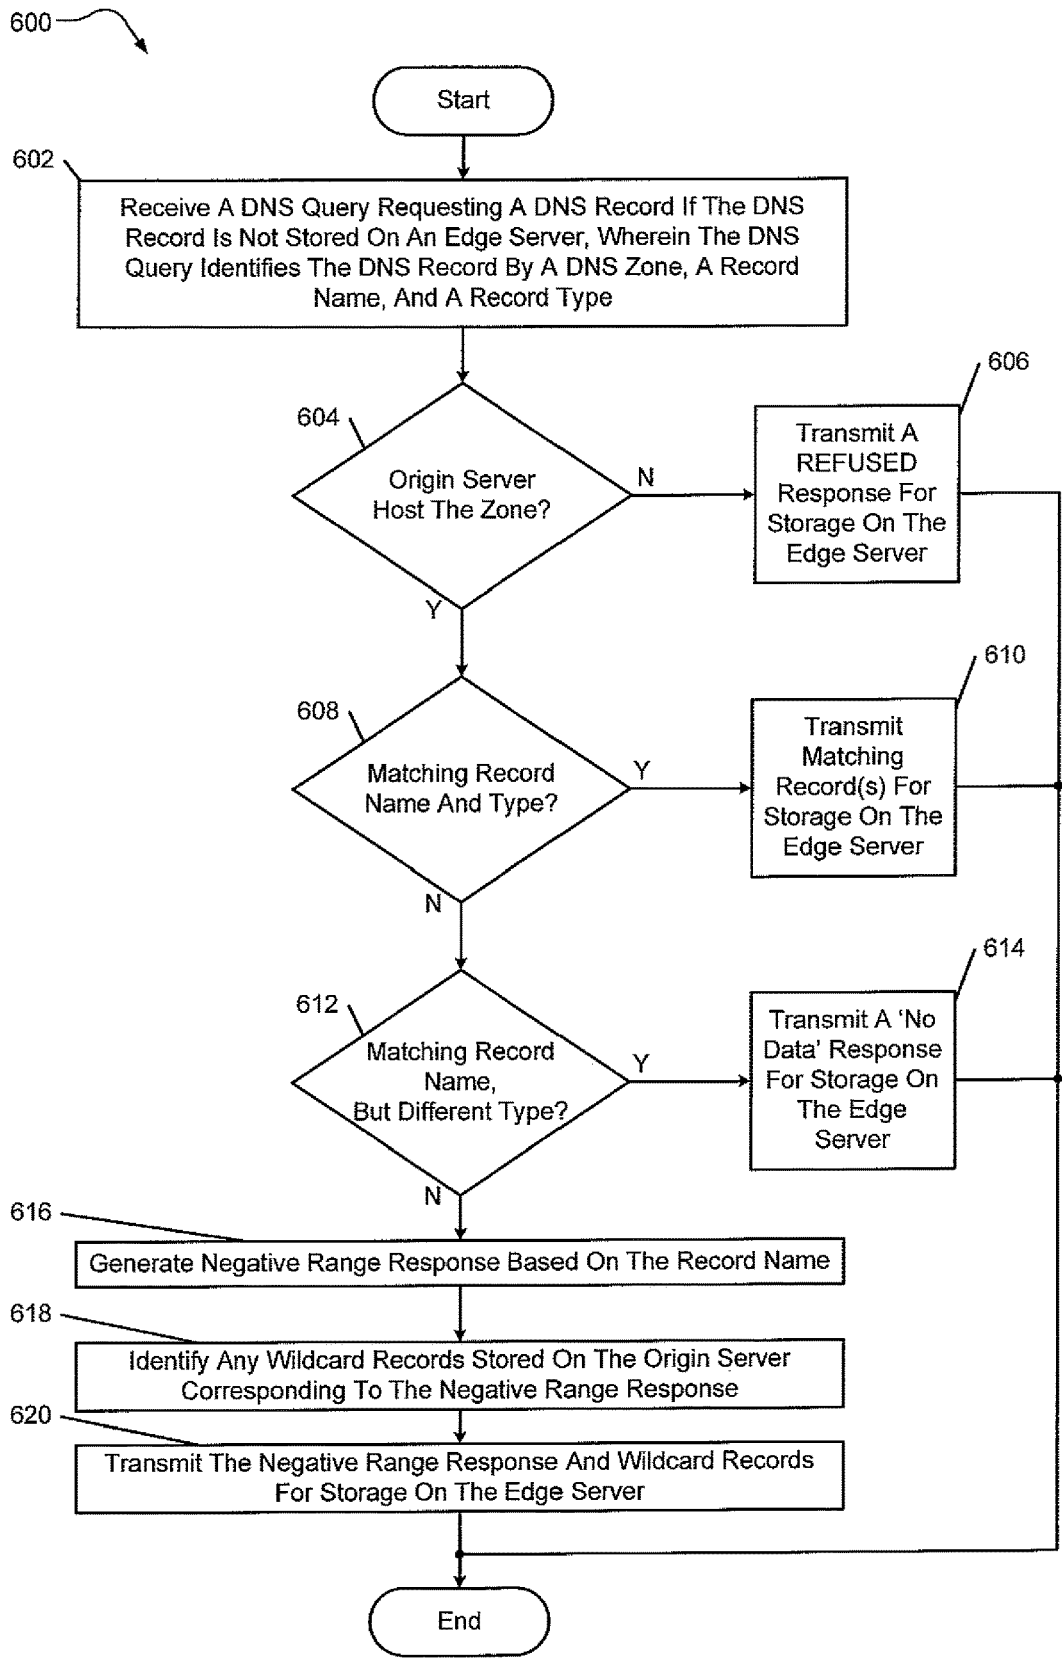 600
Start
602
Receive A DNS Query Requesting A DNS Record If The DNS
Record Is Not Stored On An Edge Server, Wherein The DNS
Query Identifies The DNS Record By A DNS Zone, A Record
Name, And A Record Type
604
Origin Server
Host The Zone?
N
Y
606
Transmit A
REFUSED
Response For
Storage On The
Edge Server
608
Matching Record
Name And Type?
Y
N
610
Transmit
Matching
Record(s) For
Storage On The
Edge Server
612
Matching Record
Name,
But Different Type?
Y
N
614
Transmit A ‘No
Data’ Response
For Storage On
The Edge
Server
616
Generate Negative Range Response Based On The Record Name
618
Identify Any Wildcard Records Stored On The Origin Server
Corresponding To The Negative Range Response
620
Transmit The Negative Range Response And Wildcard Records
For Storage On The Edge Server
End